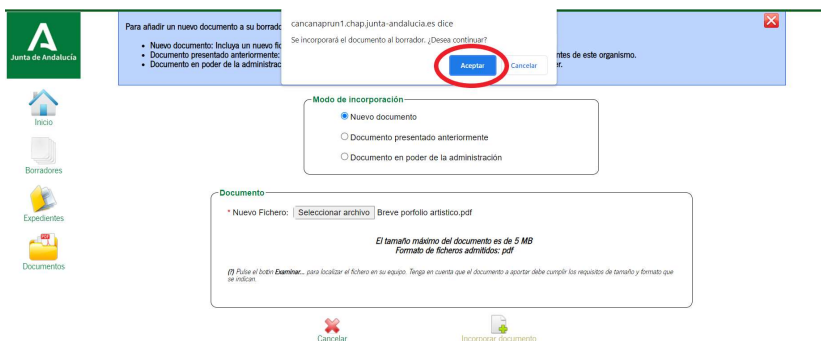 Junta de Andalucía
Inicio
Borradores
Expedientes
Documentos
Para añadir un nuevo documento a su borrado
Nuevo documento: Incluya un nuevo fic
Documento presentado anteriormente:
ntes de este organismo.
Documento en poder de la administrac
er.
cancanaprun1.chap.junta-andalucia.es dice
Se incorporará el documento al borrador. ¿Desea continuar?
Aceptar
Cancelar
Modo de incorporación
Nuevo documento
Documento presentado anteriormente
Documento en poder de la administración
Documento
* Nuevo Fichero: Seleccionar archivo Breve porfolio artistico.pdf
El tamaño máximo del documento es de 5 MB
Formato de ficheros admitidos: pdf
(?) Pulse el botón Examinar... para localizar el fichero en su equipo. Tenga en cuenta que el documento a aportar debe cumplir los requisitos de tamaño y formato que
se indican.
Cancelar
Incorporar documento